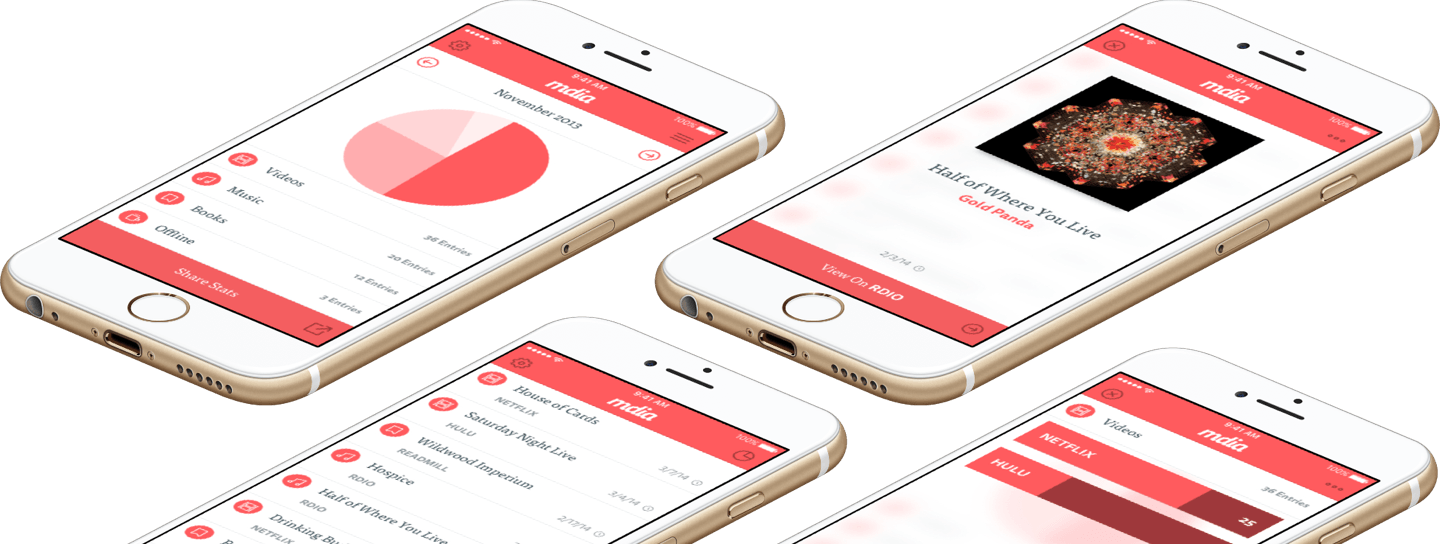 9:41 AM
100%
mdia
November 2013
Videos
36 Entries
Music
20 Entries
Books
12 Entries
Offline
3 Entries
Share Stats
9:41 AM
100%
mdia
Half of Where You Live
Gold Panda
2/3/14
View On RDIO
9:41 AM
100%
mdia
House of Cards
NETFLIX
3/7/14
Saturday Night Live
HULU
3/4/14
Wildwood Imperium
READMILL
2/17/14
Hospice
RDIO
Half of Where You Live
RDIO
Drinking Bu
NETFLIX
9:41 AM
100%
mdia
Videos
36 Entries
NETFLIX
25
HULU